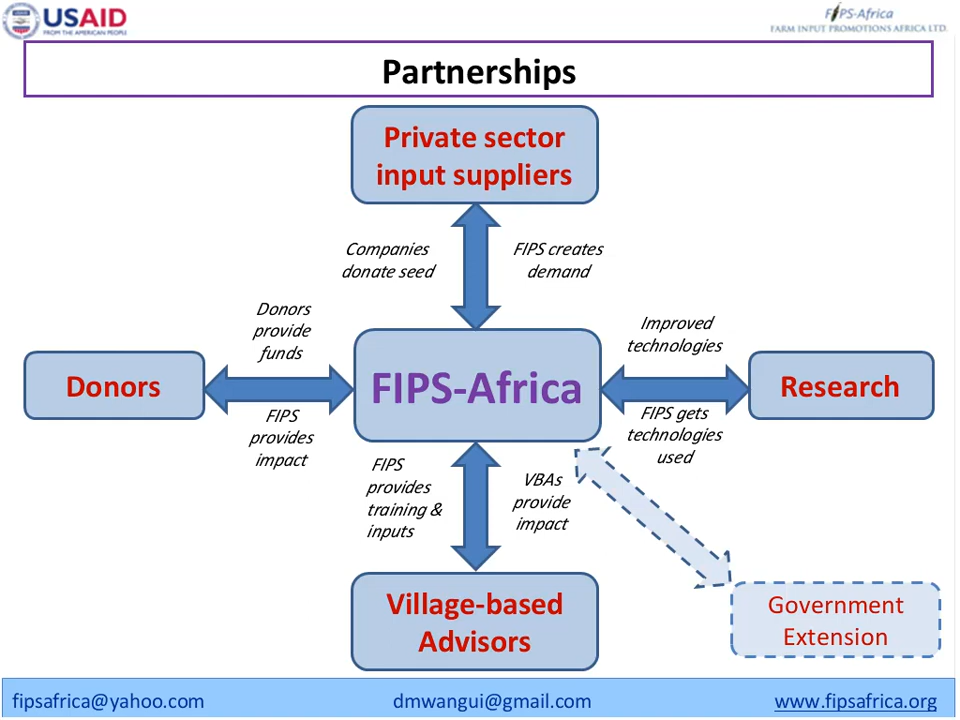 USAID
FROM THE AMERICAN PEOPLE
FIPS-Africa
FARM INPUT PROMOTIONS AFRICA LTD.
Partnerships
Private sector
input suppliers
Companies
donate seed
FIPS creates
demand
Donors
provide
funds
Improved
technologies
Donors
FIPS-Africa
Research
FIPS
provides
impact
FIPS gets
technologies
used
FIPS
provides
training &
inputs
VBAs
provide
impact
Village-based
Advisors
Government
Extension
fipsafrica@yahoo.com
dmwangui@gmail.com
www.fipsafrica.org